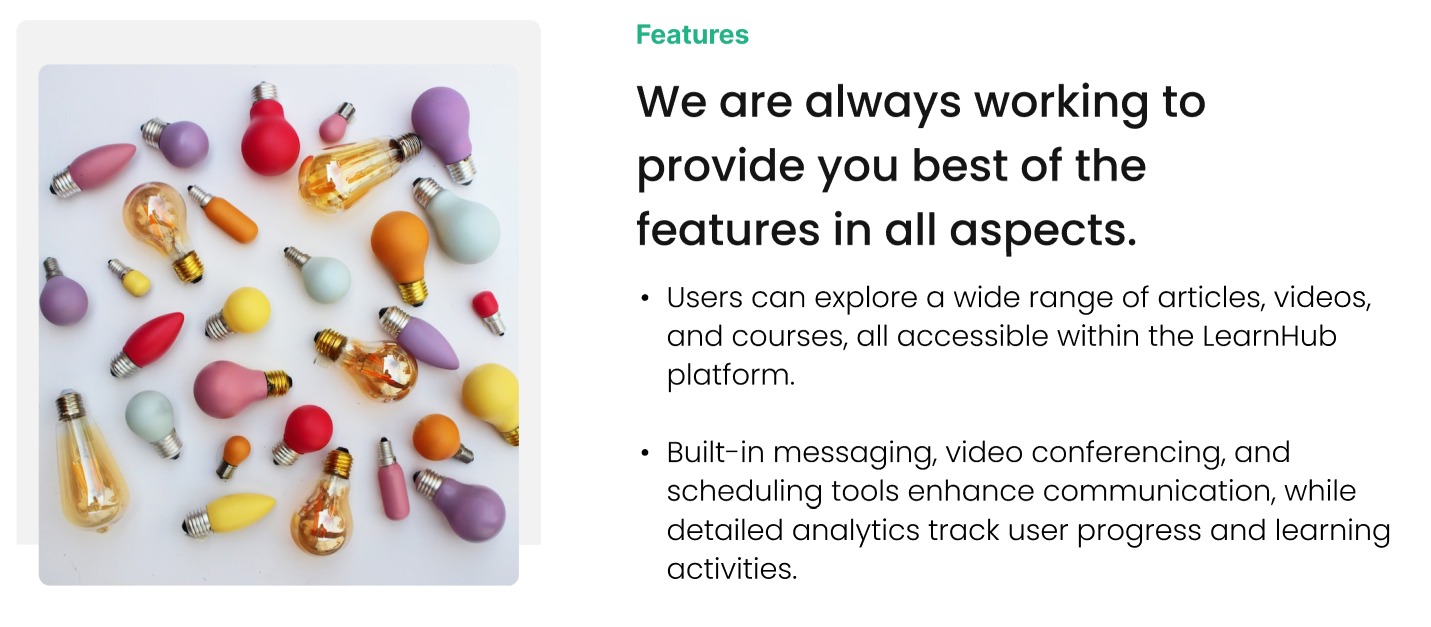 Features
We are always working to
provide you best of the
features in all aspects.
• Users can explore a wide range of articles, videos,
and courses, all accessible within the LearnHub
platform.
• Built-in messaging, video conferencing, and
scheduling tools enhance communication, while
detailed analytics track user progress and learning
activities.